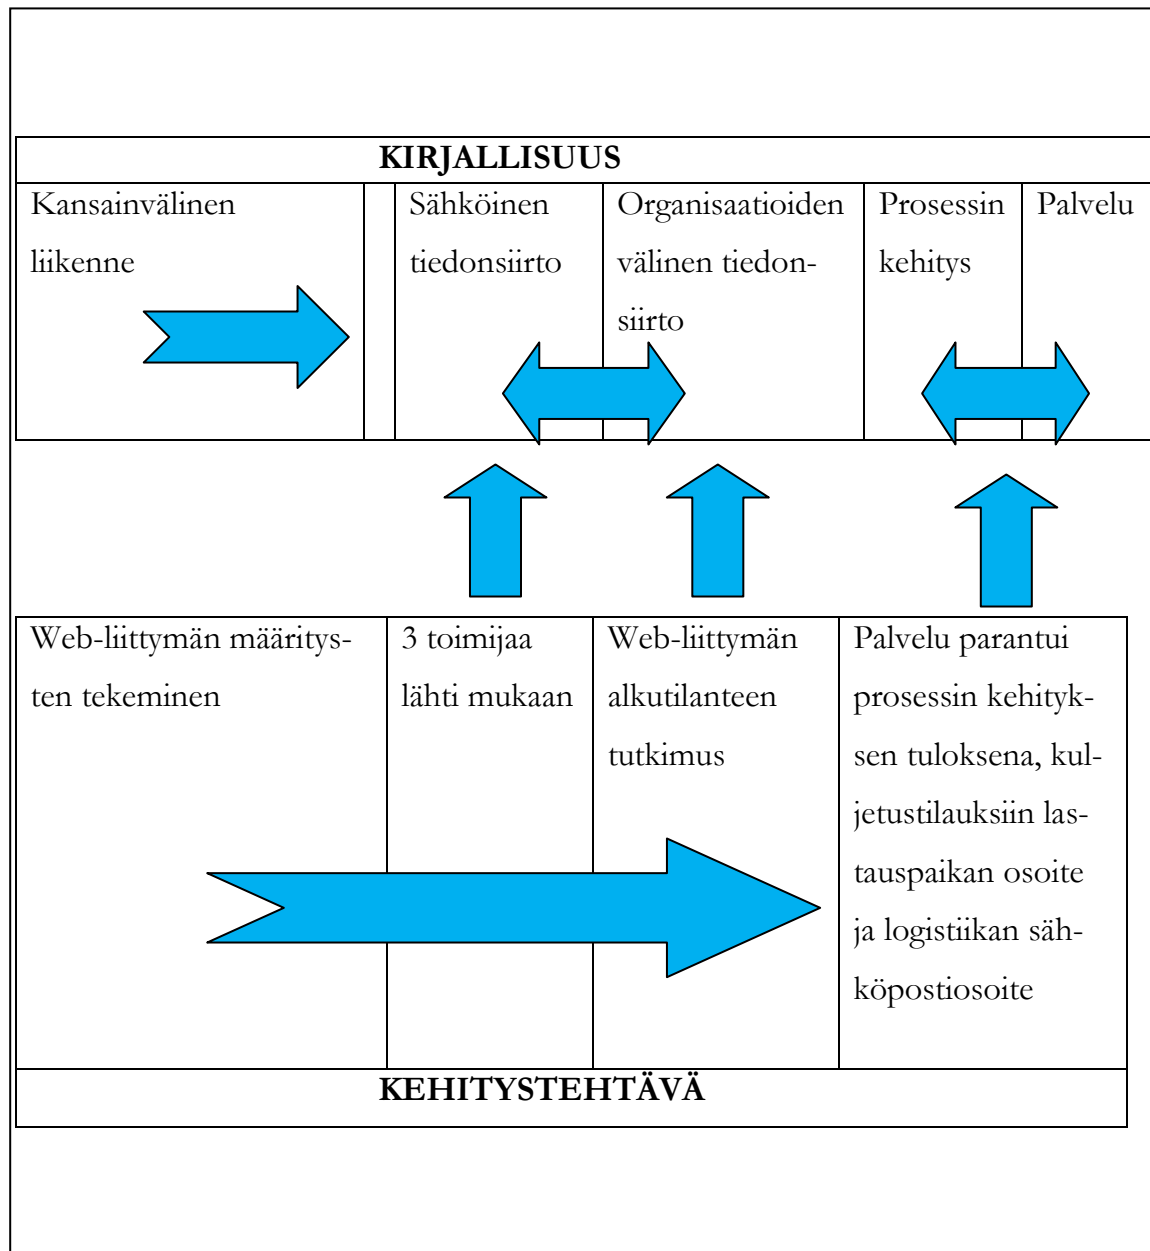 KIRJALLISUUS
Kansainvälinen
liikenne
Sähköinen
tiedonsiirto
Organisaatioiden
välinen tiedon-
siirto
Prosessin
kehitys
Palvelu
Web-liittymän määritys-
ten tekeminen
3 toimijaa
lähti mukaan
Web-liittymän
alkutilanteen
tutkimus
Palvelu parantui
prosessin kehityk-
sen tuloksena, kul-
jetustilauksiin las-
tauspaikan osoite
ja logistiikan säh-
köpostiosoite
KEHITYSTEHTÄVÄ